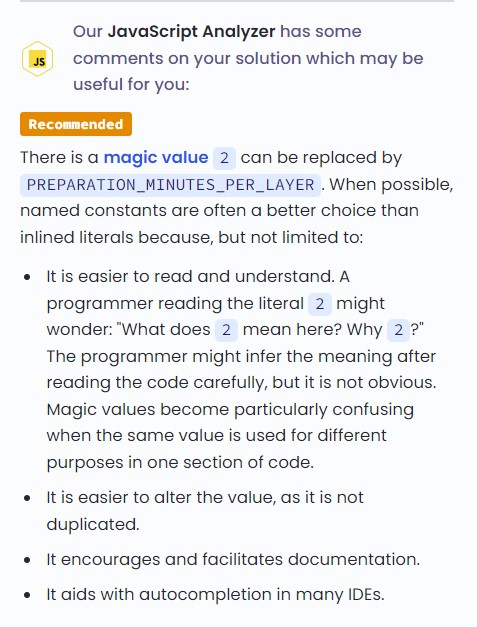 Our JavaScript Analyzer has some
comments on your solution which may be
useful for you:
JS
Recommended
There is a magic value 2 can be replaced by
PREPARATION_MINUTES_PER_LAYER. When possible,
named constants are often a better choice than
inlined literals because, but not limited to:
• It is easier to read and understand. A
programmer reading the literal 2 might
wonder: "What does 2 mean here? Why 2?"
The programmer might infer the meaning after
reading the code carefully, but it is not obvious.
Magic values become particularly confusing
when the same value is used for different
purposes in one section of code.
• It is easier to alter the value, as it is not
duplicated.
• It encourages and facilitates documentation.
• It aids with autocompletion in many IDEs.